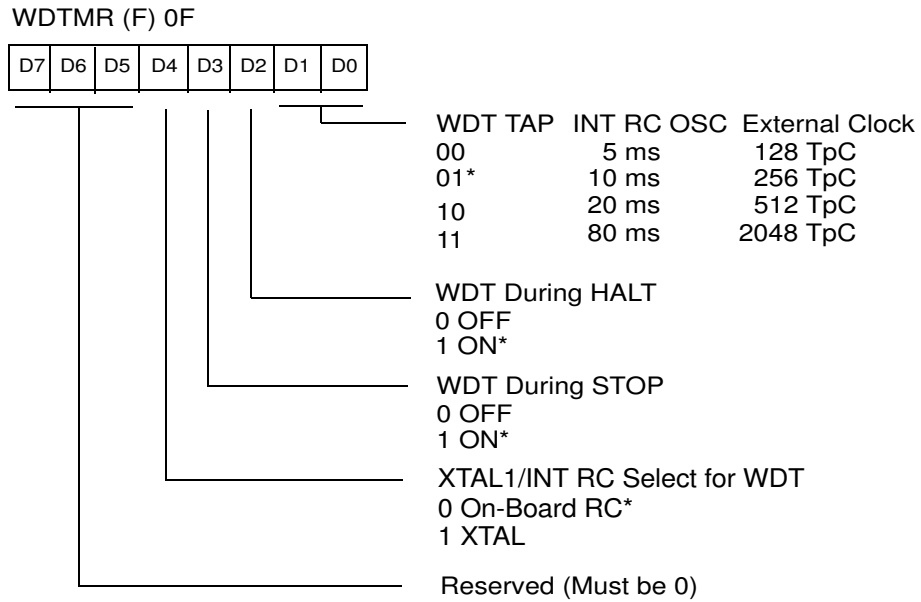 WDTMR (F) 0F
D7 D6 D5 D4 D3 D2 D1 D0
WDT TAP INT RC OSC External Clock
00 5 ms 128 TpC
01* 10 ms 256 TpC
10 20 ms 512 TpC
11 80 ms 2048 TpC
WDT During HALT
0 OFF
1 ON*
WDT During STOP
0 OFF
1 ON*
XTAL1/INT RC Select for WDT
0 On-Board RC*
1 XTAL
Reserved (Must be 0)